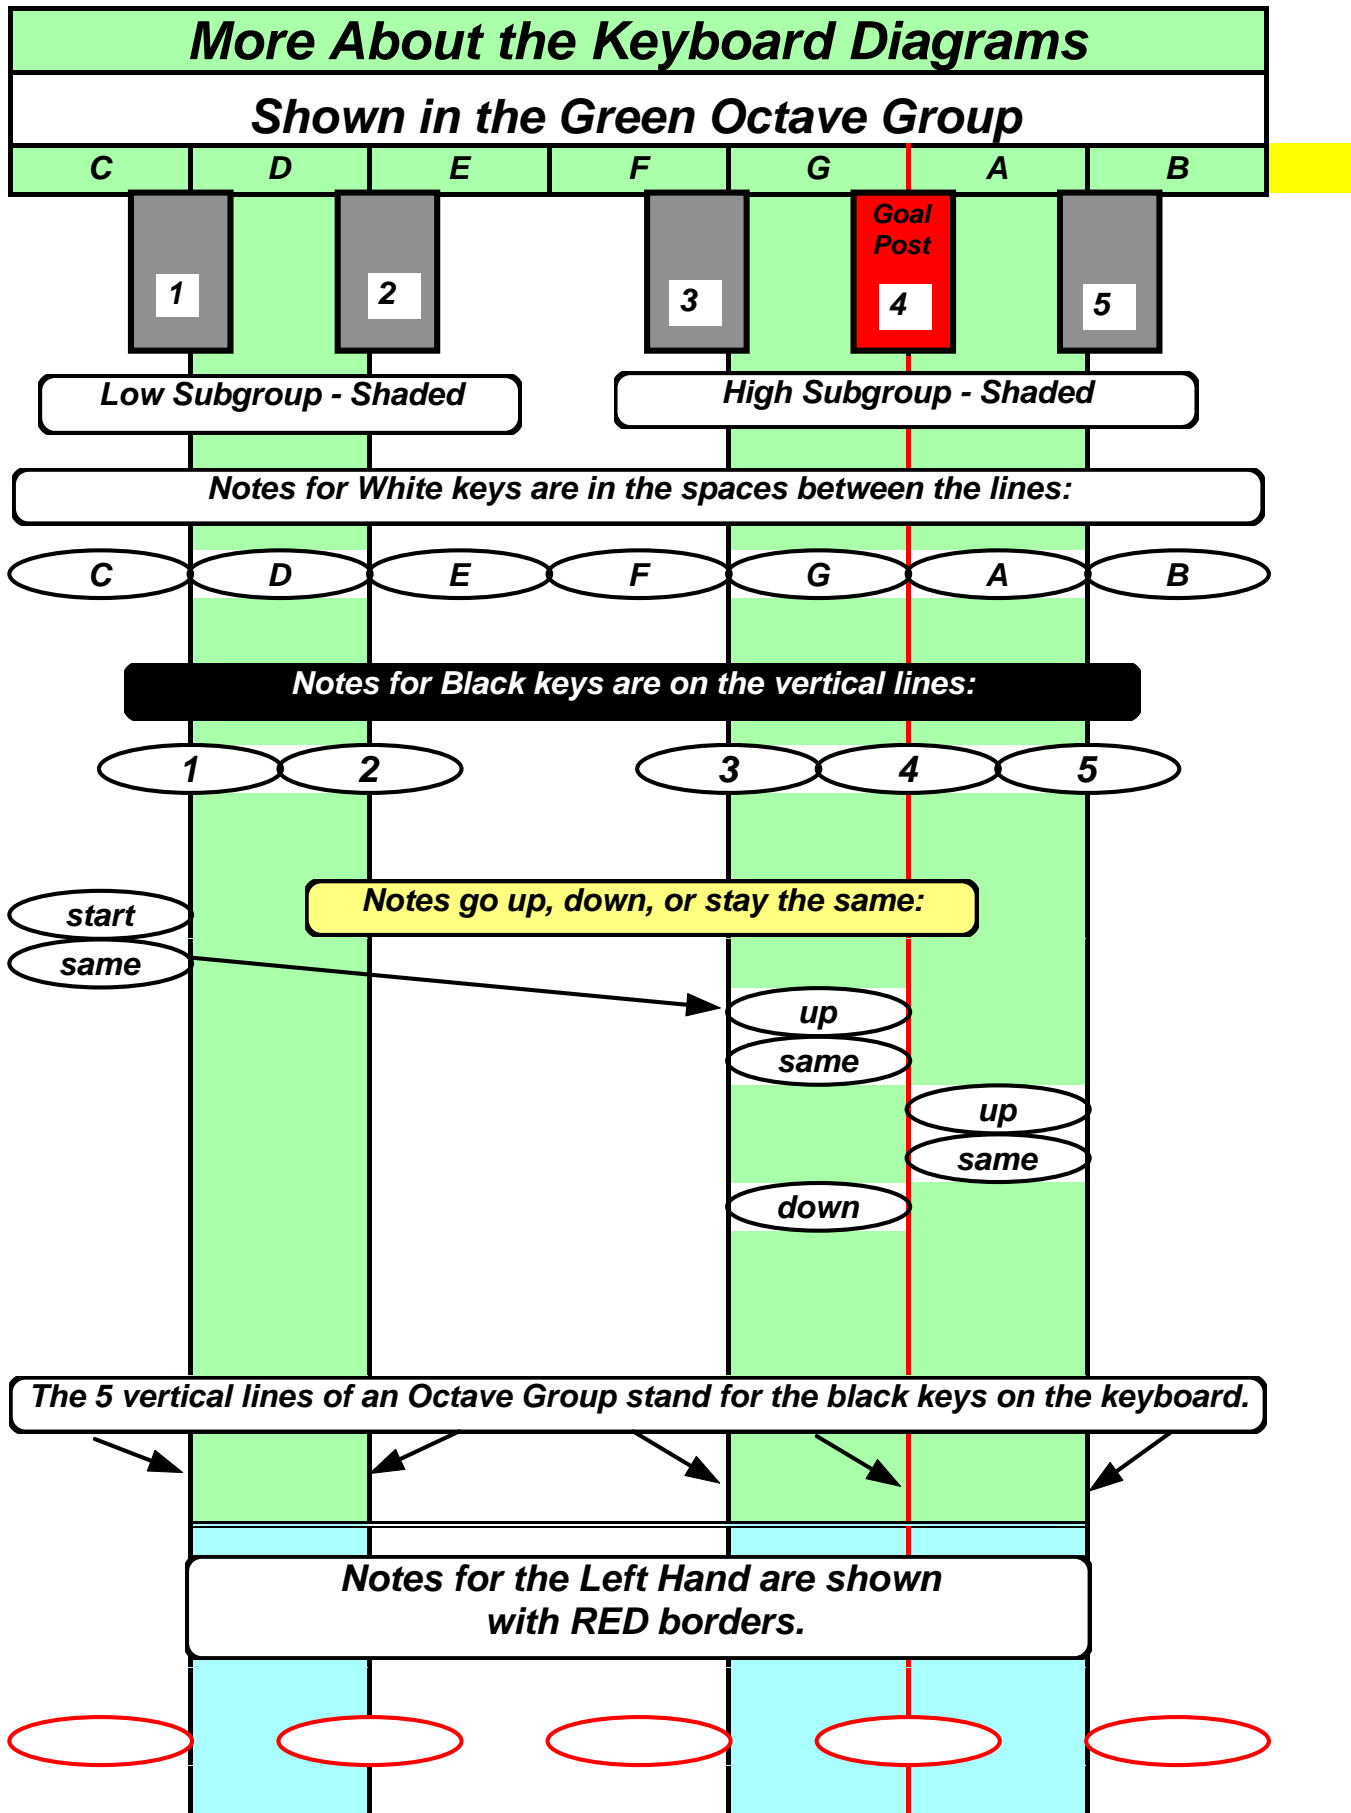 More About the Keyboard Diagrams
Shown in the Green Octave Group
C D E F G A B
Goal
Post
1 2 3 4 5
Low Subgroup - Shaded
High Subgroup - Shaded
Notes for White keys are in the spaces between the lines:
C D E F G A B
Notes for Black keys are on the vertical lines:
1 2 3 4 5
Notes go up, down, or stay the same:
start
same
up
same
up
same
down
The 5 vertical lines of an Octave Group stand for the black keys on the keyboard.
Notes for the Left Hand are shown
with RED borders.